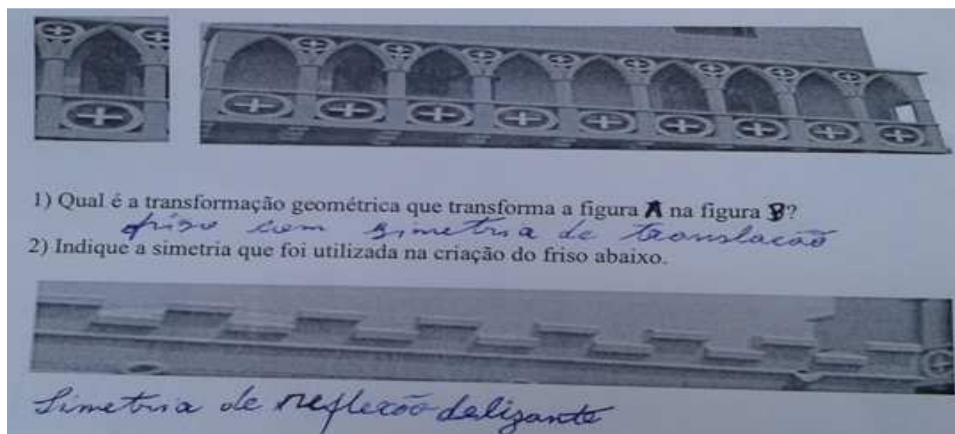 1) Qual é a transformação geométrica que transforma a figura A na figura B?
friso com simetria de translacão
2) Indique a simetria que foi utilizada na criação do friso abaixo.
Simetria de reflexão delizante